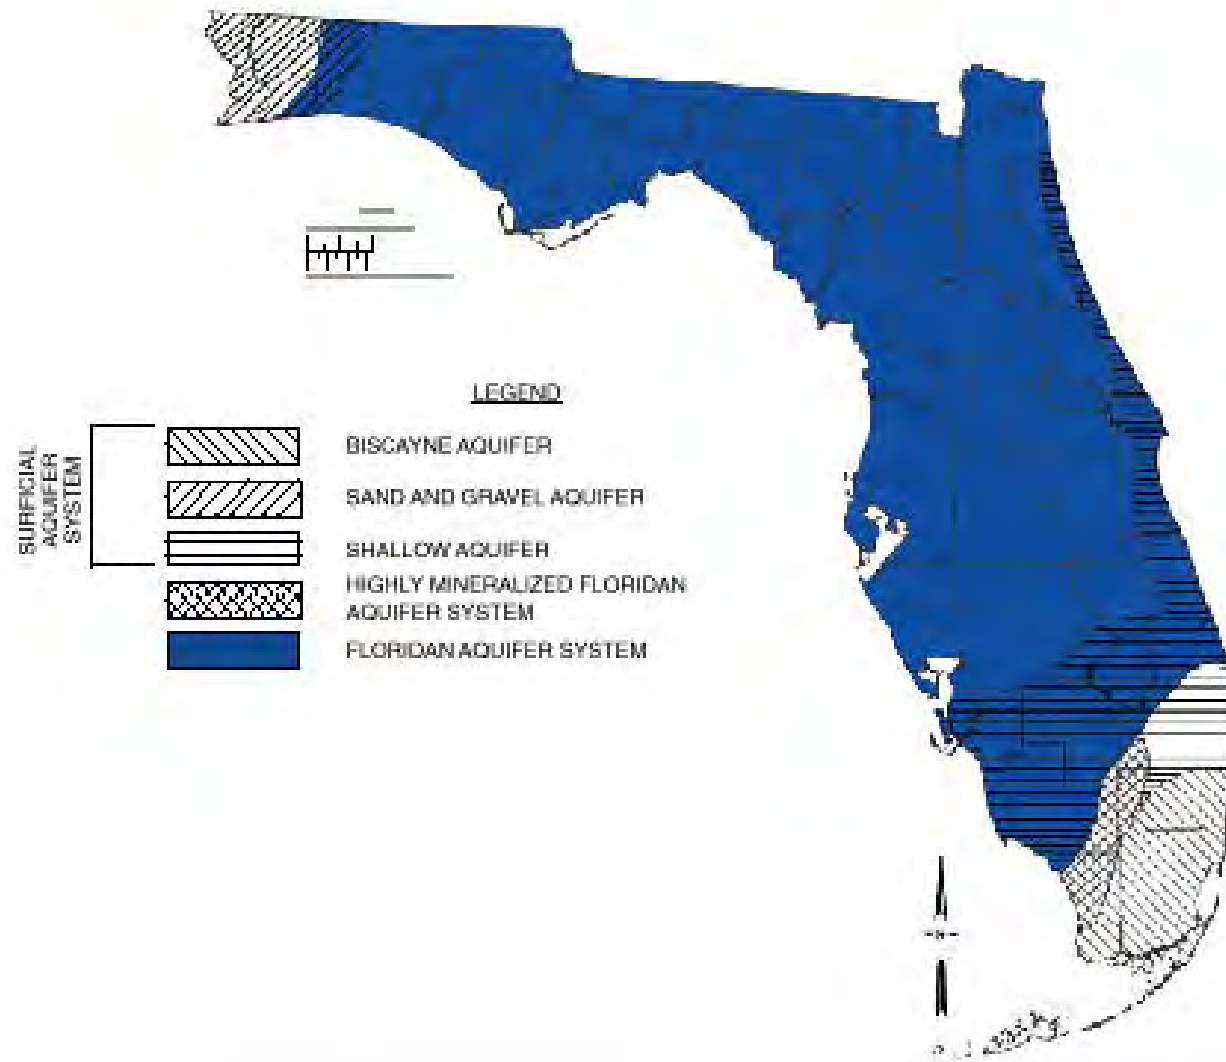 LEGEND
SURFICIAL
AQUIFER
SYSTEM
BISCAYNE AQUIFER
SAND AND GRAVEL AQUIFER
SHALLOW AQUIFER
HIGHLY MINERALIZED FLORIDAN
AQUIFER SYSTEM
FLORIDAN AQUIFER SYSTEM